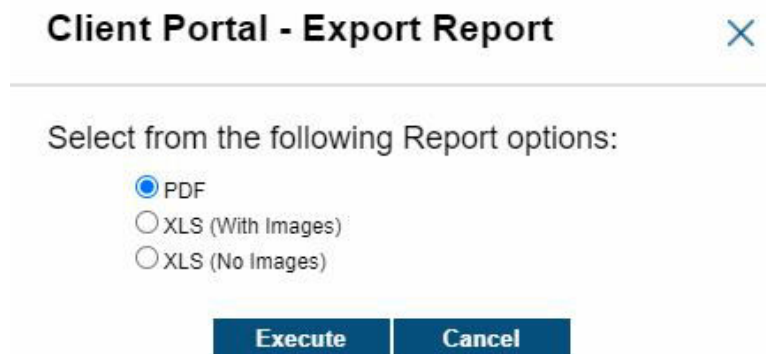 Client Portal - Export Report
Select from the following Report options:
PDF
XLS (With Images)
XLS (No Images)
Execute Cancel